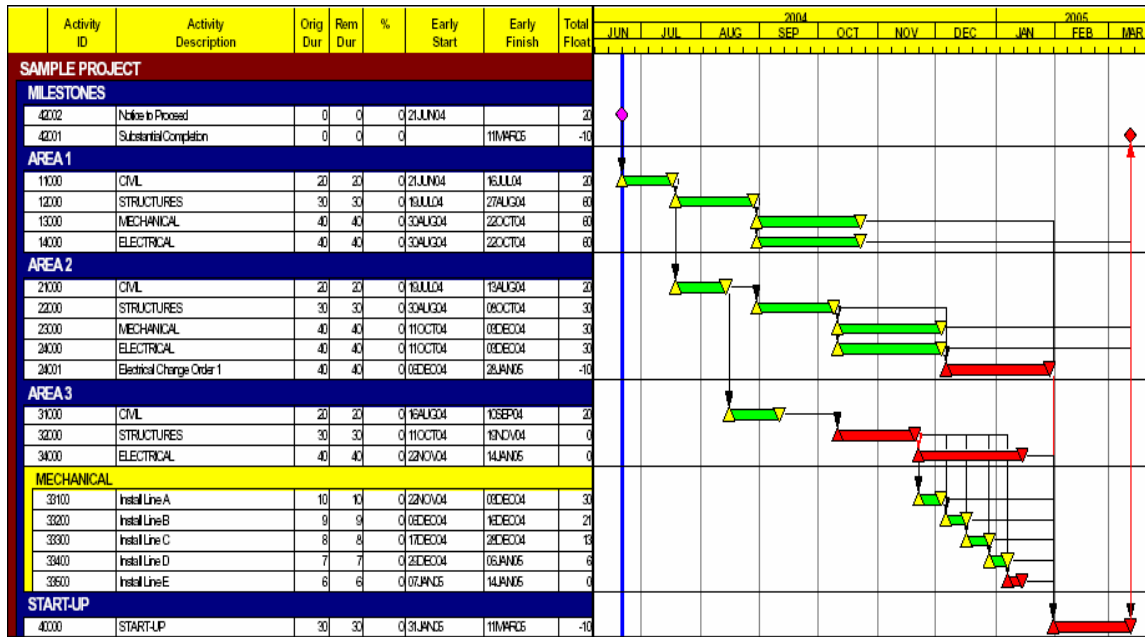 Activity ID Activity Description Orig Dur Rem Dur % Early Start Early Finish Total Float 2004 2005
JUN JUL AUG SEP OCT NOV DEC JAN FEB MAR
SAMPLE PROJECT
MILESTONES
42002 Notice to Proceed 0 0 0 21JUN04 20
42001 Substantial Completion 0 0 0 11MAR05 -10
AREA 1
11000 CIVIL 20 20 0 21JUN04 16JUL04 20
12000 STRUCTURES 30 30 0 19JUL04 27AUG04 60
13000 MECHANICAL 40 40 0 30AUG04 22OCT04 60
14000 ELECTRICAL 40 40 0 30AUG04 22OCT04 60
AREA 2
21000 CIVIL 20 20 0 19JUL04 13AUG04 20
22000 STRUCTURES 30 30 0 30AUG04 08OCT04 30
23000 MECHANICAL 40 40 0 11OCT04 03DEC04 30
24000 ELECTRICAL 40 40 0 11OCT04 03DEC04 30
24001 Electrical Change Order 1 40 40 0 06DEC04 28JAN05 -10
AREA 3
31000 CIVIL 20 20 0 16AUG04 10SEP04 20
32000 STRUCTURES 30 30 0 11OCT04 19NOV04 0
34000 ELECTRICAL 40 40 0 22NOV04 14JAN05 0
MECHANICAL
33100 Install Line A 10 10 0 22NOV04 03DEC04 30
33200 Install Line B 9 9 0 06DEC04 16DEC04 21
33300 Install Line C 8 8 0 17DEC04 28DEC04 13
33400 Install Line D 7 7 0 29DEC04 06JAN05 6
33500 Install Line E 6 6 0 07JAN05 14JAN05 0
START-UP
40000 START-UP 30 30 0 31JAN05 11MAR05 -10